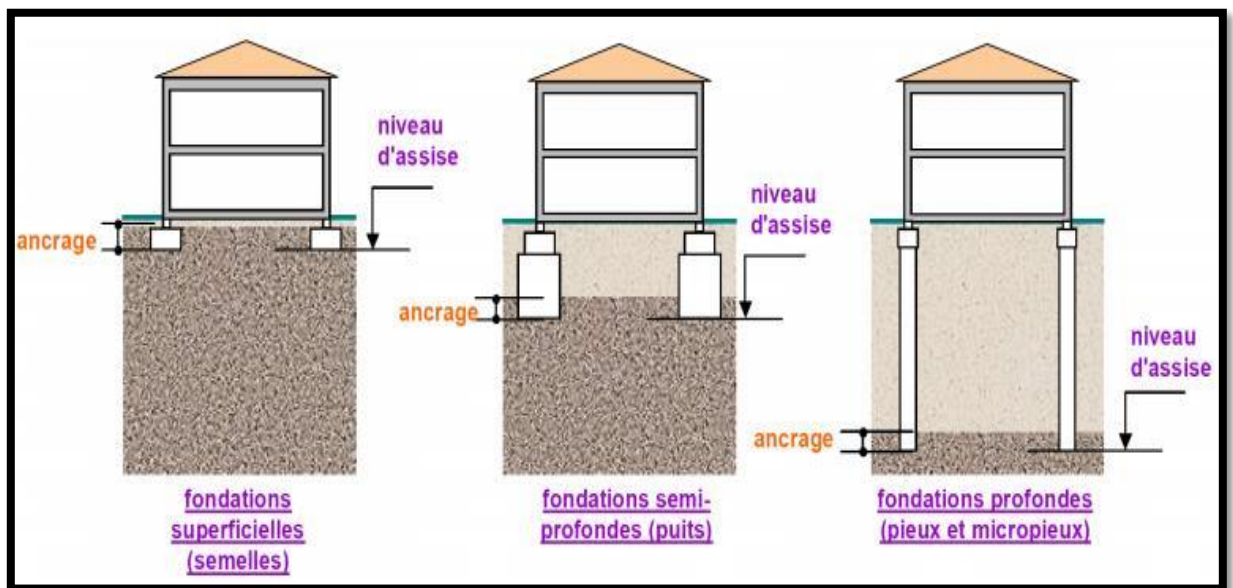 niveau
d'assise
ancrage
fondations
superficielles
(semelles)
niveau
d'assise
ancrage
fondations semi-
profondes (puits)
niveau
d'assise
ancrage
fondations profondes
(pieux et micropieux)